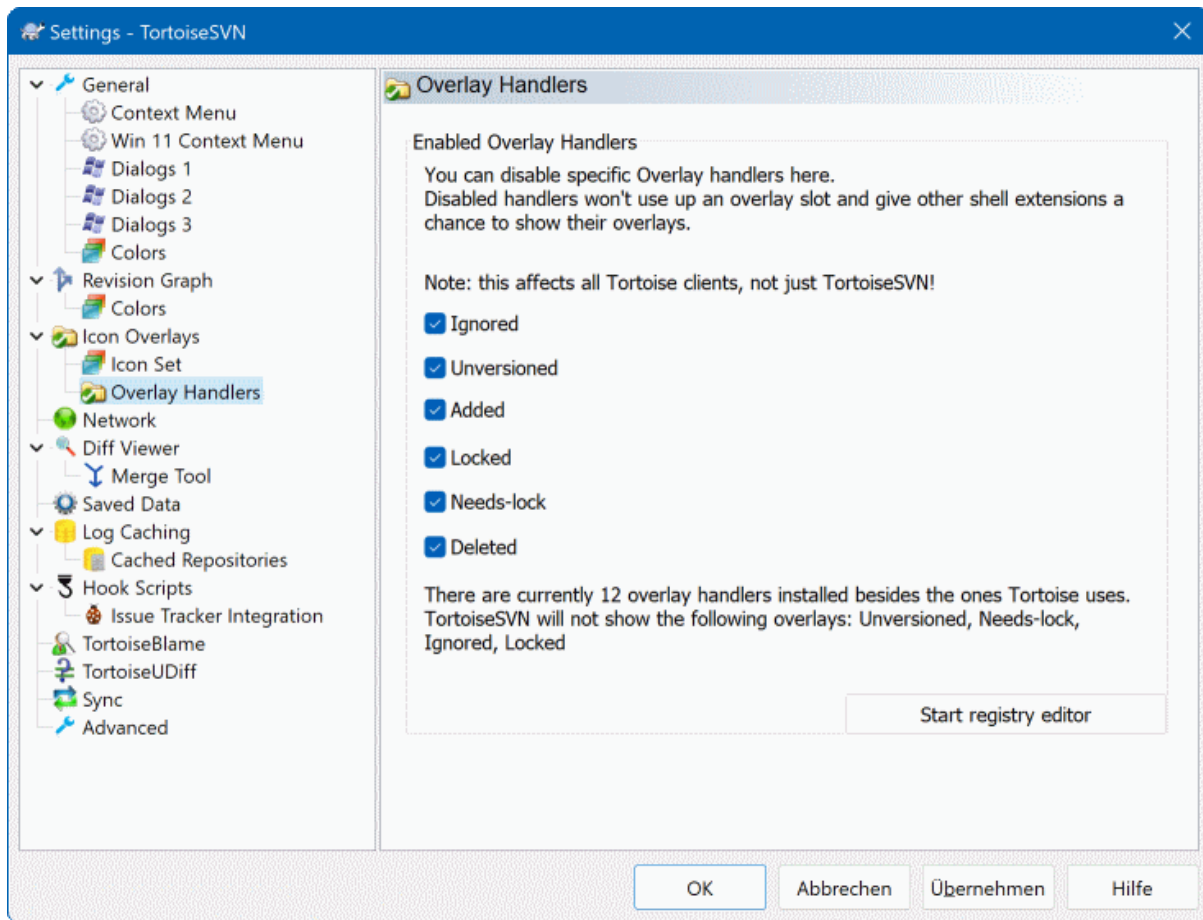 Settings - TortoiseSVN
General
Context Menu
Win 11 Context Menu
Dialogs 1
Dialogs 2
Dialogs 3
Colors
Revision Graph
Colors
Icon Overlays
Icon Set
Overlay Handlers
Network
Diff Viewer
Merge Tool
Saved Data
Log Caching
Cached Repositories
Hook Scripts
Issue Tracker Integration
TortoiseBlame
TortoiseUDiff
Sync
Advanced
Overlay Handlers
Enabled Overlay Handlers
You can disable specific Overlay handlers here.
Disabled handlers won't use up an overlay slot and give other shell extensions a
chance to show their overlays.
Note: this affects all Tortoise clients, not just TortoiseSVN!
Ignored
Unversioned
Added
Locked
Needs-lock
Deleted
There are currently 12 overlay handlers installed besides the ones Tortoise uses.
TortoiseSVN will not show the following overlays: Unversioned, Needs-lock,
Ignored, Locked
Start registry editor
OK
Abbrechen
Übernehmen
Hilfe